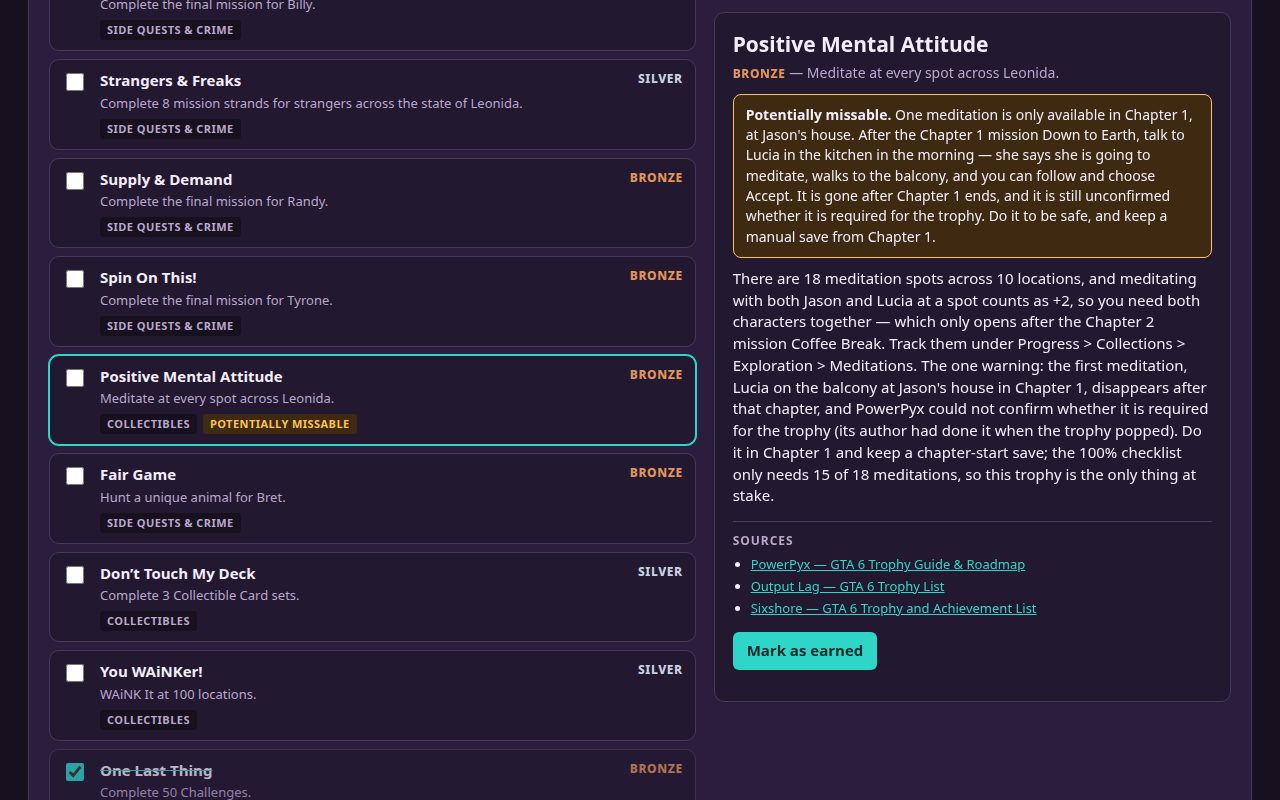 Complete the final mission for Billy.
SIDE QUESTS & CRIME
Strangers & Freaks
SILVER
Complete 8 mission strands for strangers across the state of Leonida.
SIDE QUESTS & CRIME
Supply & Demand
BRONZE
Complete the final mission for Randy.
SIDE QUESTS & CRIME
Spin On This!
BRONZE
Complete the final mission for Tyrone.
SIDE QUESTS & CRIME
Positive Mental Attitude
BRONZE
Meditate at every spot across Leonida.
COLLECTIBLES POTENTIALLY MISSABLE
Fair Game
BRONZE
Hunt a unique animal for Bret.
SIDE QUESTS & CRIME
Don’t Touch My Deck
SILVER
Complete 3 Collectible Card sets.
COLLECTIBLES
You WAiNKer!
SILVER
WAiNK It at 100 locations.
COLLECTIBLES
One Last Thing
BRONZE
Complete 50 Challenges.
Positive Mental Attitude
BRONZE — Meditate at every spot across Leonida.
Potentially missable. One meditation is only available in Chapter 1,
at Jason's house. After the Chapter 1 mission Down to Earth, talk to
Lucia in the kitchen in the morning — she says she is going to
meditate, walks to the balcony, and you can follow and choose
Accept. It is gone after Chapter 1 ends, and it is still unconfirmed
whether it is required for the trophy. Do it to be safe, and keep a
manual save from Chapter 1.
There are 18 meditation spots across 10 locations, and meditating
with both Jason and Lucia at a spot counts as +2, so you need both
characters together — which only opens after the Chapter 2
mission Coffee Break. Track them under Progress > Collections >
Exploration > Meditations. The one warning: the first meditation,
Lucia on the balcony at Jason's house in Chapter 1, disappears after
that chapter, and PowerPyx could not confirm whether it is required
for the trophy (its author had done it when the trophy popped). Do
it in Chapter 1 and keep a chapter-start save; the 100% checklist
only needs 15 of 18 meditations, so this trophy is the only thing at
stake.
SOURCES
PowerPyx — GTA 6 Trophy Guide & Roadmap
Output Lag — GTA 6 Trophy List
Sixshore — GTA 6 Trophy and Achievement List
Mark as earned